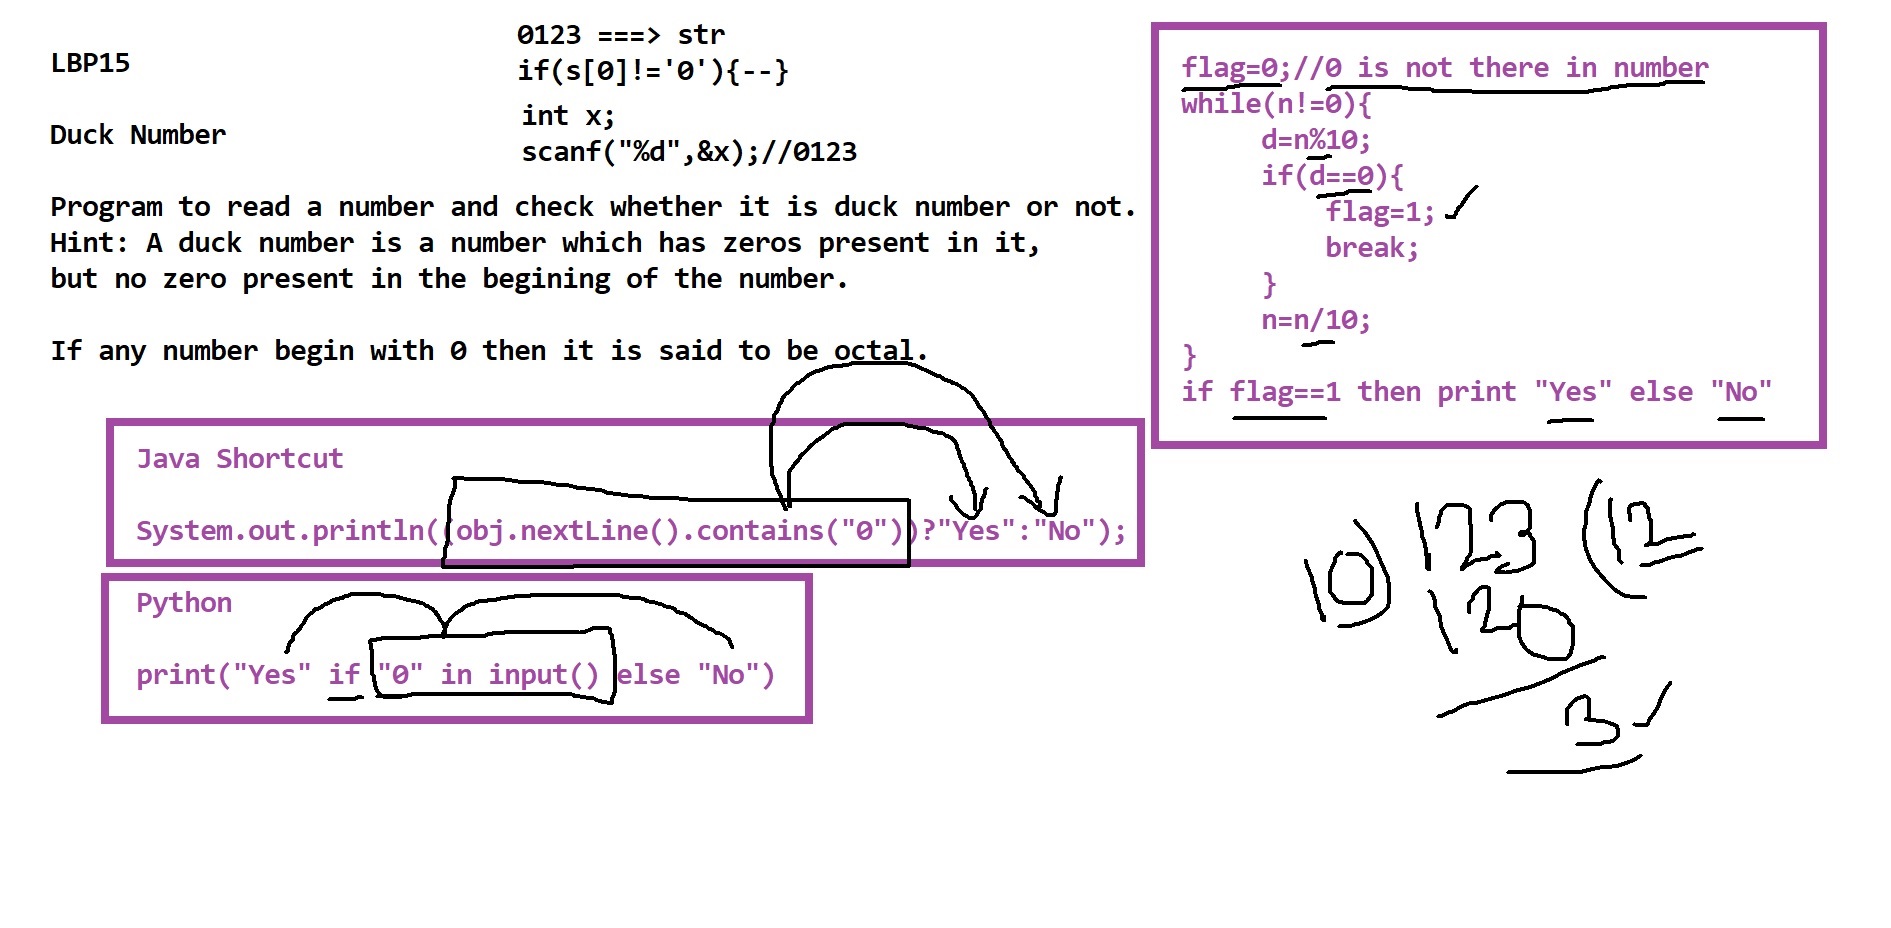 LBP15
Duck Number
0123 ===> str
if(s[0]!='0'){--}
int x;
scanf("%d",&x);//0123
Program to read a number and check whether it is duck number or not.
Hint: A duck number is a number which has zeros present in it,
but no zero present in the begining of the number.
If any number begin with 0 then it is said to be octal.
flag=0;//0 is not there in number
while(n!=0){
d=n%10;
if(d==0){
flag=1;
break;
}
n=n/10;
}
if flag==1 then print "Yes" else "No"
Java Shortcut
System.out.println((obj.nextLine().contains("0"))?"Yes":"No");
Python
print("Yes" if "0" in input() else "No")
10) 123 (12
120
3